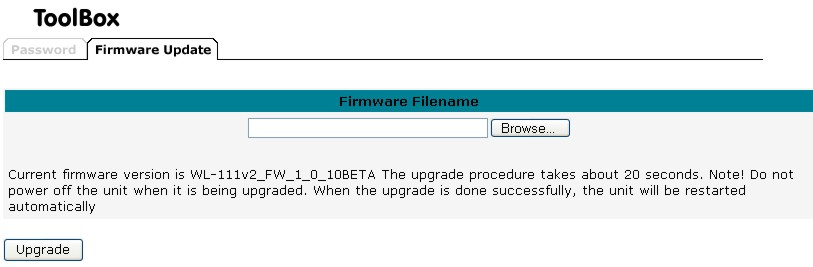 ToolBox
Password Firmware Update
Firmware Filename
Browse...
Current firmware version is WL-111v2_FW_1_0_10BETA The upgrade procedure takes about 20 seconds. Note! Do not
power off the unit when it is being upgraded. When the upgrade is done successfully, the unit will be restarted
automatically
Upgrade